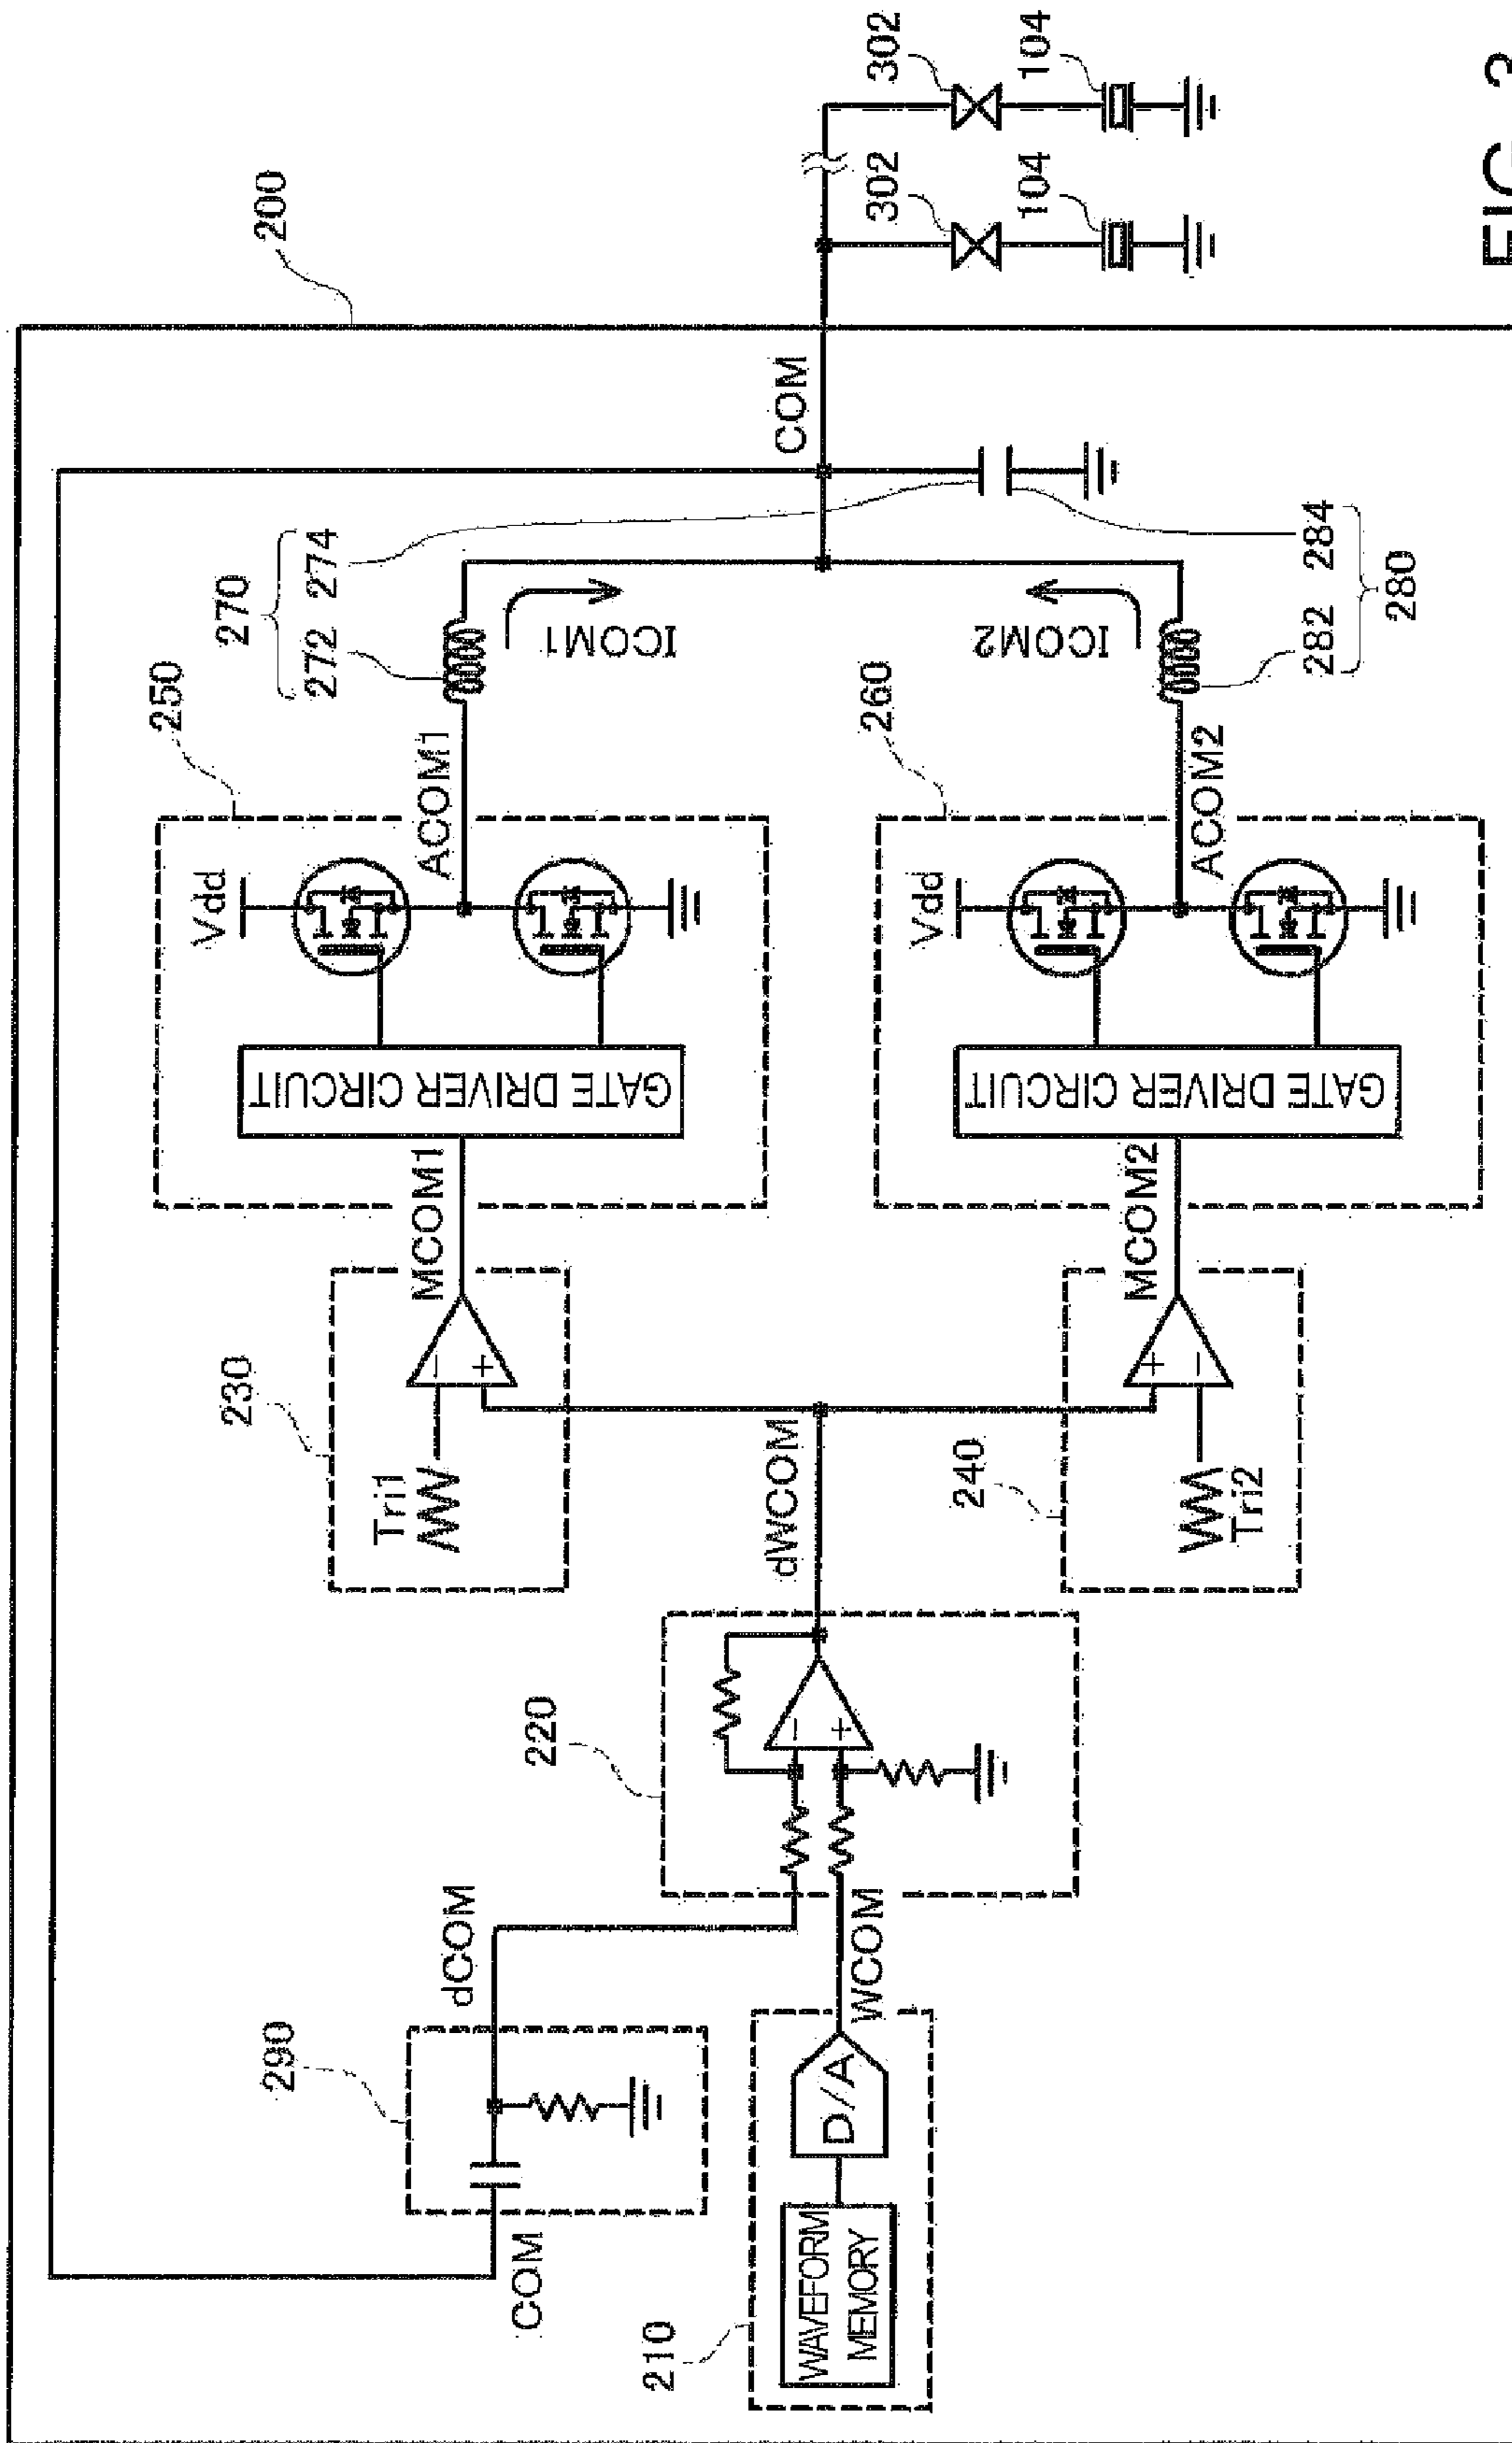 200
270
272 274
250
Vdd
ACOM1
GATE DRIVER CIRCUIT
MCOM1
230
Tri1
ICOM1
COM
302
104
302
104
ICOM2
282 284
280
260
Vdd
ACOM2
GATE DRIVER CIRCUIT
MCOM2
240
Tri2
dWCOM
220
dCOM
290
COM
WCOM
210
WAVEFORM
MEMORY
D/A
FIG. 3